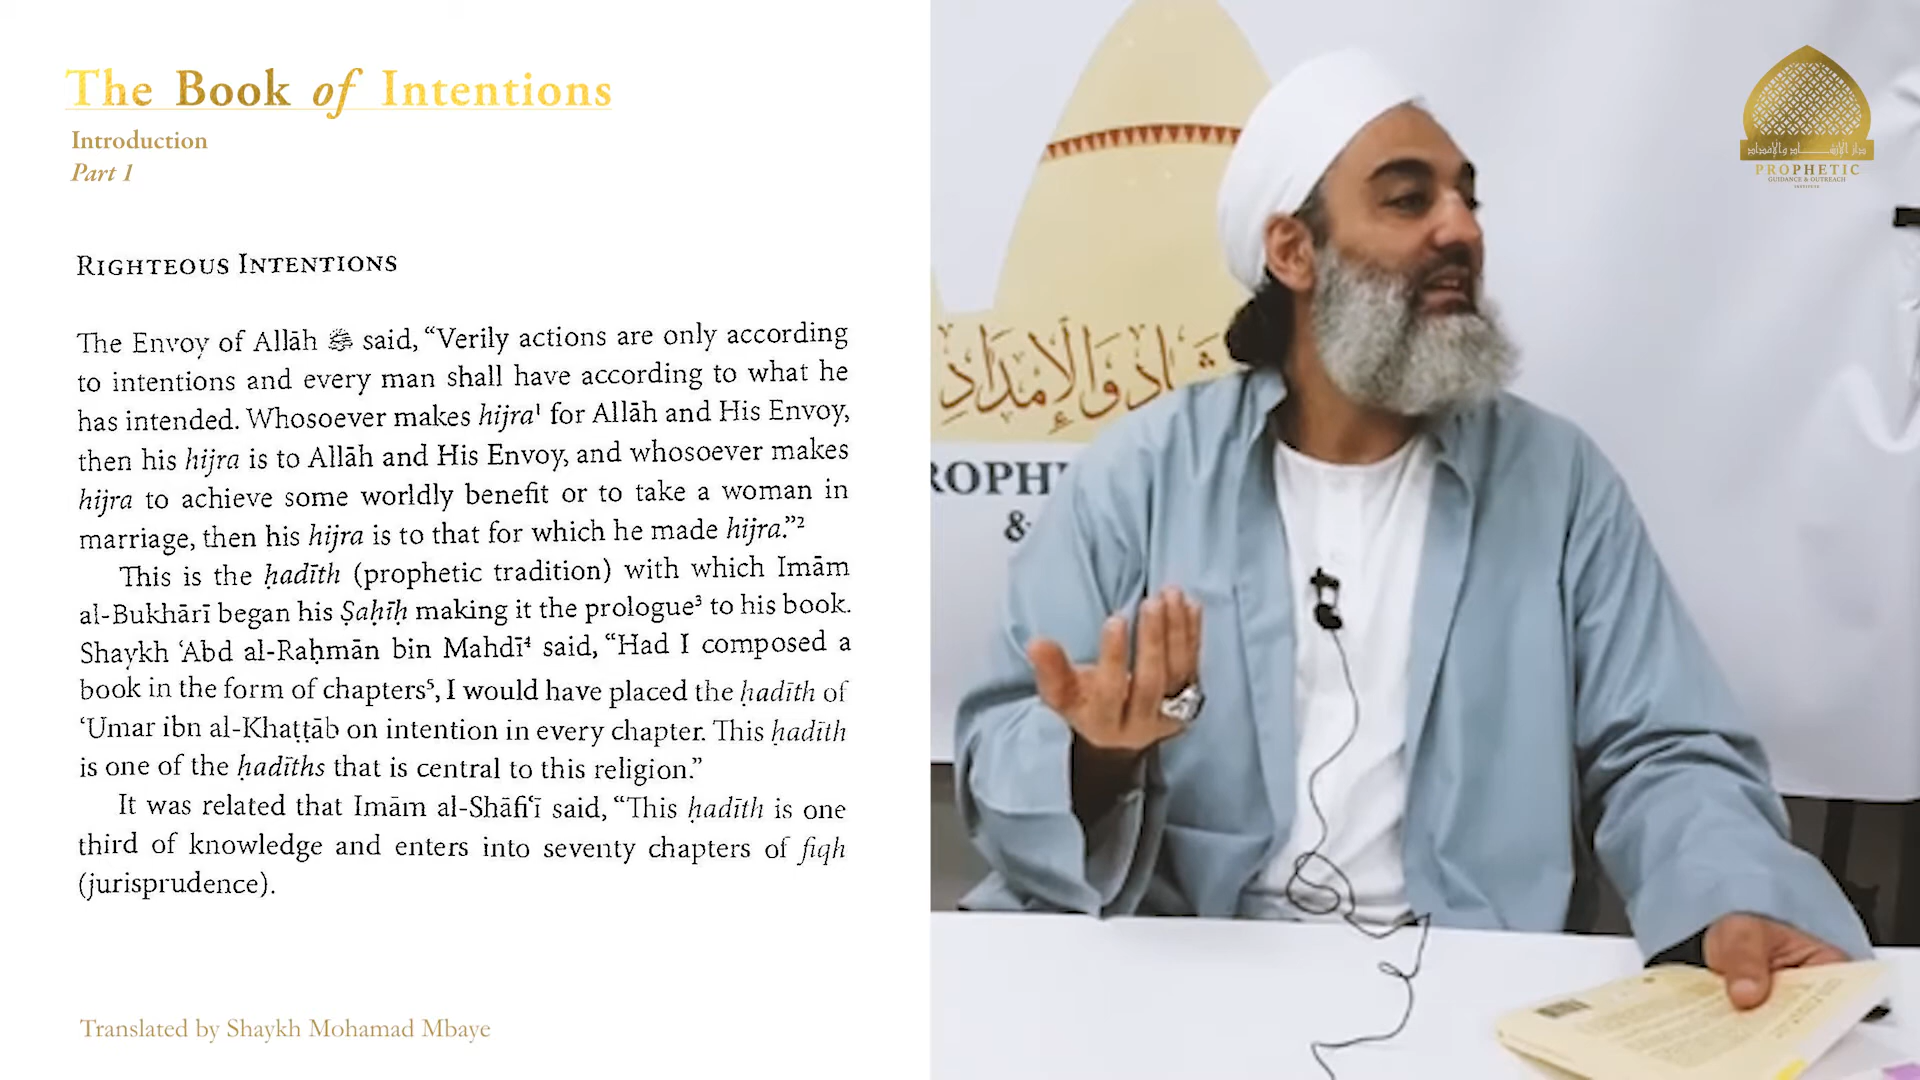 The Book of Intentions
Introduction
Part 1
RIGHTEOUS INTENTIONS
The Envoy of Allāh ﷺ said, “Verily actions are only according
to intentions and every man shall have according to what he
has intended. Whosoever makes hijra¹ for Allāh and His Envoy,
then his hijra is to Allāh and His Envoy, and whosoever makes
hijra to achieve some worldly benefit or to take a woman in
marriage, then his hijra is to that for which he made hijra.”²
This is the ḥadīth (prophetic tradition) with which Imām
al-Bukhārī began his Ṣaḥīḥ making it the prologue³ to his book.
Shaykh ‘Abd al-Raḥmān bin Mahdī⁴ said, “Had I composed a
book in the form of chapters⁵, I would have placed the ḥadīth of
‘Umar ibn al-Khaṭṭāb on intention in every chapter. This ḥadīth
is one of the ḥadīths that is central to this religion.”
It was related that Imām al-Shāfi‘ī said, “This ḥadīth is one
third of knowledge and enters into seventy chapters of fiqh
(jurisprudence).
Translated by Shaykh Mohamad Mbaye
دار الإرشاد والإمداد
PROPHETIC
GUIDANCE & OUTREACH
شاد والإمداد
ROPH
&